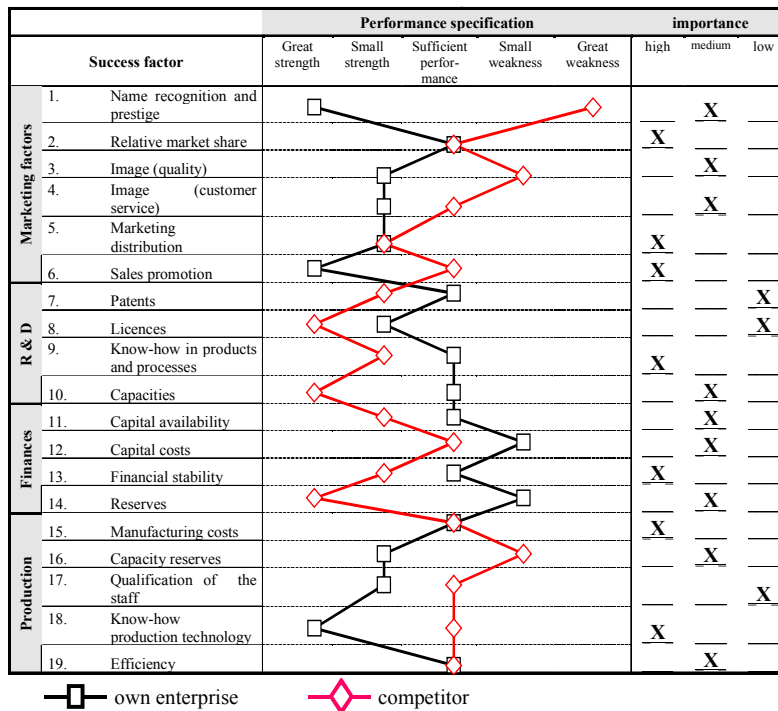 Performance specification importance
Success factor
Great strength
Small strength
Sufficient perfor-mance
Small weakness
Great weakness
high medium low
Marketing factors
1. Name recognition and
prestige X
2. Relative market share X
3. Image (quality) X
4. Image (customer
service) X
5. Marketing
distribution X
6. Sales promotion X
R & D
7. Patents X
8. Licences X
9. Know-how in products
and processes X
10. Capacities X
Finances
11. Capital availability X
12. Capital costs X
13. Financial stability X
14. Reserves X
Production
15. Manufacturing costs X
16. Capacity reserves X
17. Qualification of the
staff X
18. Know-how
production technology X
19. Efficiency X
own enterprise competitor